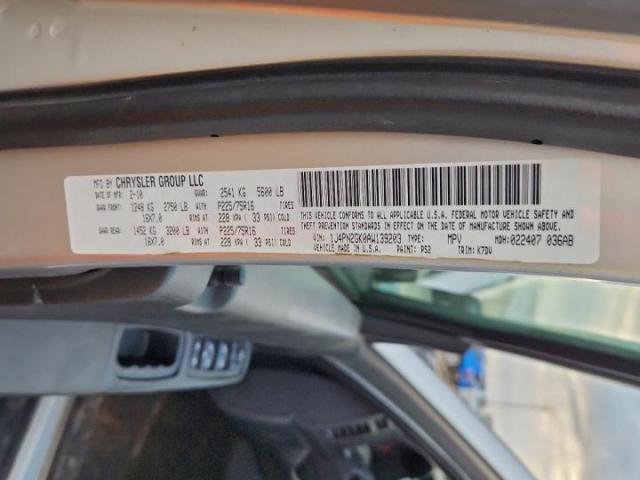 MFD BY CHRYSLER GROUP LLC
DATE OF MFR 2-10 GVWR: 2541 KG 5600 LB
GAWR FRONT: 1248 KG 2750 LB WITH P225/75R16 TIRES
16X7.0 RIMS AT 228 KPA ( 33 PSI) COLD
GAWR REAR: 1452 KG 3200 LB WITH P225/75R16 TIRES
16X7.0 RIMS AT 228 KPA ( 33 PSI) COLD
THIS VEHICLE CONFORMS TO ALL APPLICABLE U.S.A. FEDERAL MOTOR VEHICLE SAFETY AND
THEFT PREVENTION STANDARDS IN EFFECT ON THE DATE OF MANUFACTURE SHOWN ABOVE.
VIN: 1J4PN2GK0AW139203 TYPE: MPV MDH: 022407 036AB
VEHICLE MADE IN U.S.A. PAINT: PS2 TRIM: K7DV